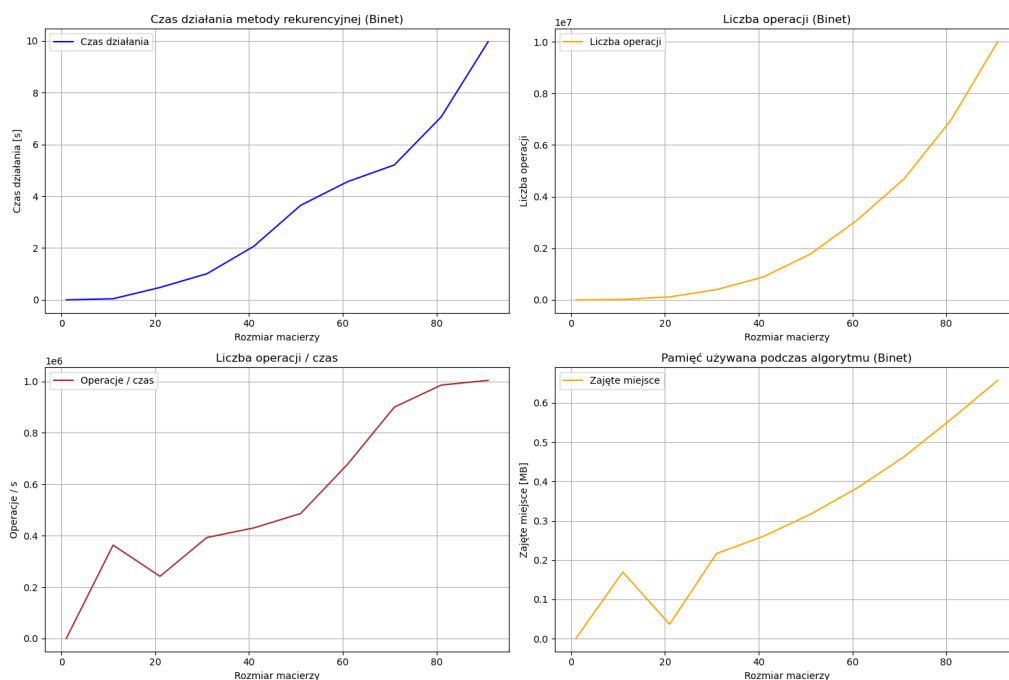 Czas działania metody rekurencyjnej (Binet)
Czas działania
Czas działania [s]
10
8
6
4
2
0
0 20 40 60 80
Rozmiar macierzy
Liczba operacji (Binet)
1e7
Liczba operacji
Liczba operacji
1.0
0.8
0.6
0.4
0.2
0.0
0 20 40 60 80
Rozmiar macierzy
Liczba operacji / czas
1e6
Operacje / czas
Operacje / s
1.0
0.8
0.6
0.4
0.2
0.0
0 20 40 60 80
Rozmiar macierzy
Pamięć używana podczas algorytmu (Binet)
Zajęte miejsce
Zajęte miejsce [MB]
0.6
0.5
0.4
0.3
0.2
0.1
0.0
0 20 40 60 80
Rozmiar macierzy